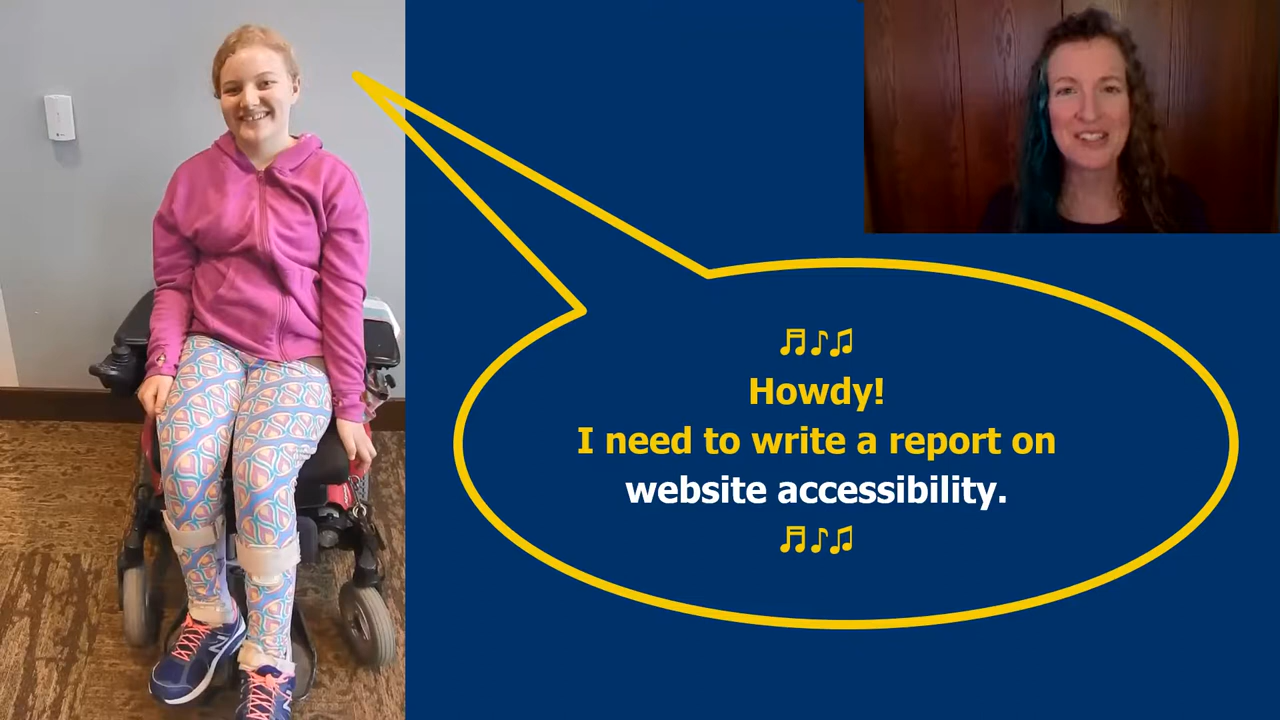 🎜♪♫
Howdy!
I need to write a report on
website accessibility.
🎜♪♫